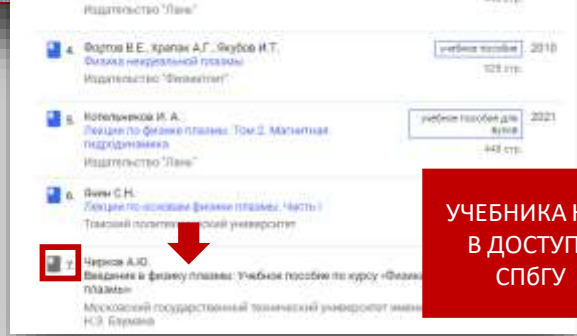 Издательство "Лань"
4. Фортов В.Е., Храпак А.Г., Якубов И.Т.
учебное пособие 2010
Физика неидеальной плазмы
528 стр.
Издательство "Физматлит"
5. Котельников И. А.
учебное пособие для вузов 2021
Лекции по физике плазмы. Том 2. Магнитная
гидродинамика
448 стр.
Издательство "Лань"
6. Янин С.Н.
Лекции по основам физики плазмы. Часть I
Томский политехнический университет
7. Чирков А.Ю.
Введение в физику плазмы: Учебное пособие по курсу «Физика
плазмы»
Московский государственный технический университет имени
Н.Э. Баумана
УЧЕБНИКА Н
В ДОСТУП
СПбГУ